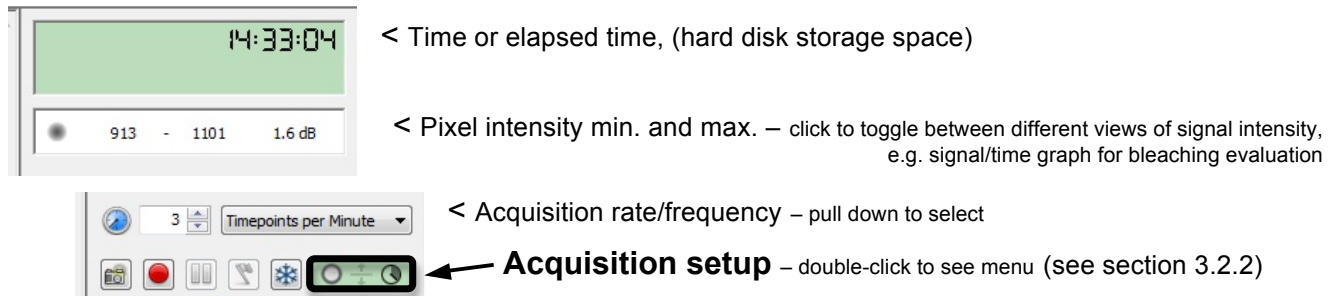 14:33:04 < Time or elapsed time, (hard disk storage space)
913 - 1101 1.6 dB < Pixel intensity min. and max. – click to toggle between different views of signal intensity,
e.g. signal/time graph for bleaching evaluation
3 Timepoints per Minute < Acquisition rate/frequency – pull down to select
Acquisition setup – double-click to see menu (see section 3.2.2)